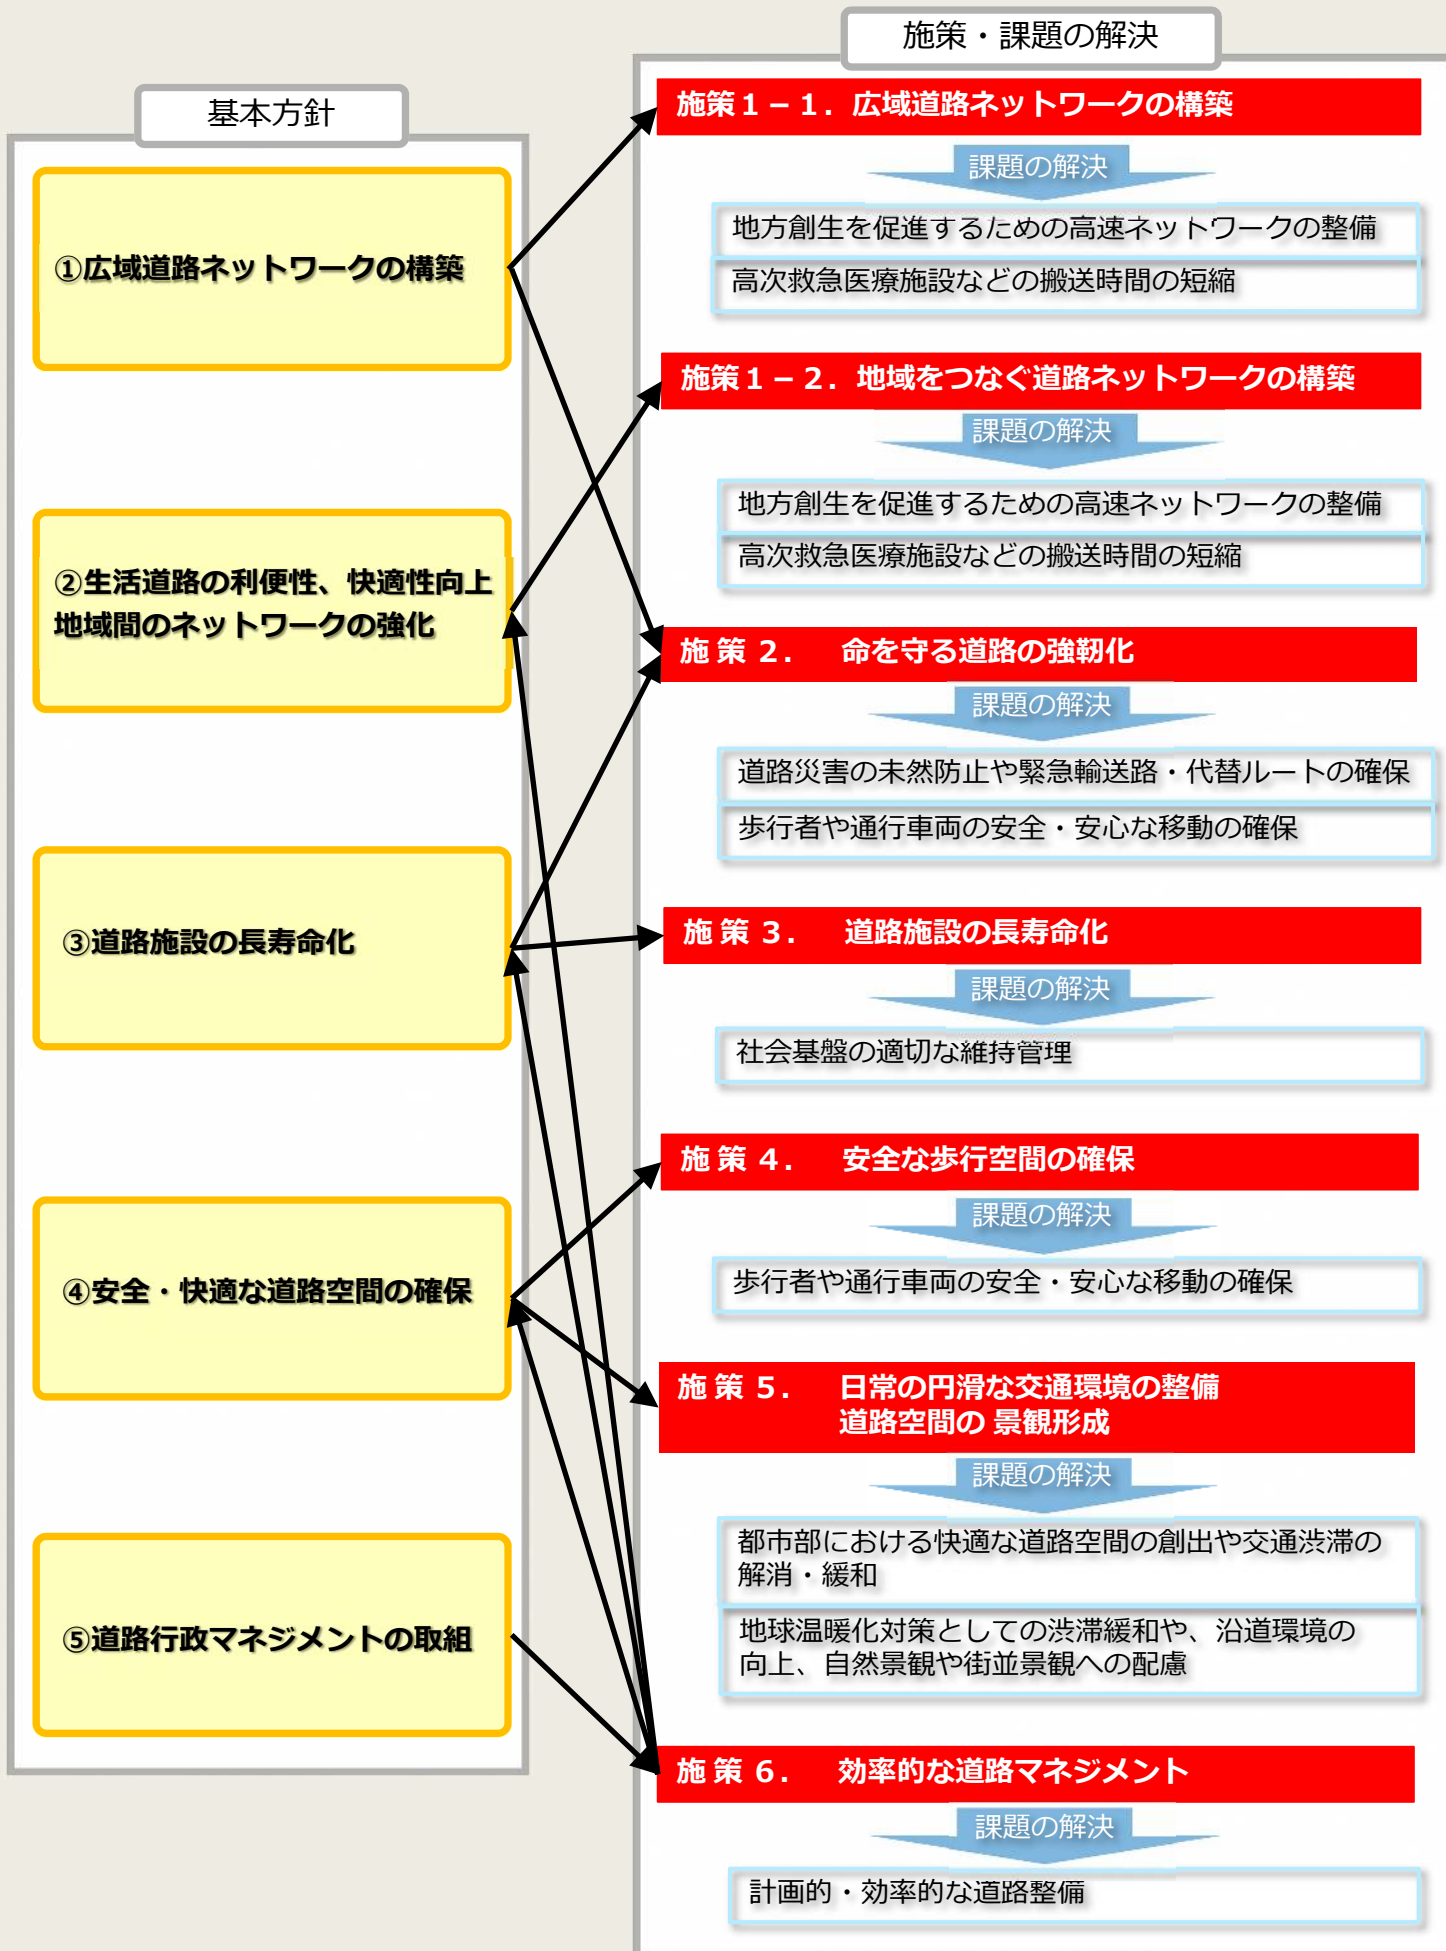 基本方針
①広域道路ネットワークの構築
②生活道路の利便性、快適性向上
地域間のネットワークの強化
③道路施設の長寿命化
④安全・快適な道路空間の確保
⑤道路行政マネジメントの取組
施策・課題の解決
施策１－１．広域道路ネットワークの構築
課題の解決
地方創生を促進するための高速ネットワークの整備
高次救急医療施設などの搬送時間の短縮
施策１－２．地域をつなぐ道路ネットワークの構築
課題の解決
地方創生を促進するための高速ネットワークの整備
高次救急医療施設などの搬送時間の短縮
施 策 ２．　命を守る道路の強靭化
課題の解決
道路災害の未然防止や緊急輸送路・代替ルートの確保
歩行者や通行車両の安全・安心な移動の確保
施 策 ３．　道路施設の長寿命化
課題の解決
社会基盤の適切な維持管理
施 策 ４．　安全な歩行空間の確保
課題の解決
歩行者や通行車両の安全・安心な移動の確保
施 策 ５．　日常の円滑な交通環境の整備
道路空間の 景観形成
課題の解決
都市部における快適な道路空間の創出や交通渋滞の
解消・緩和
地球温暖化対策としての渋滞緩和や、沿道環境の
向上、自然景観や街並景観への配慮
施 策 ６．　効率的な道路マネジメント
課題の解決
計画的・効率的な道路整備